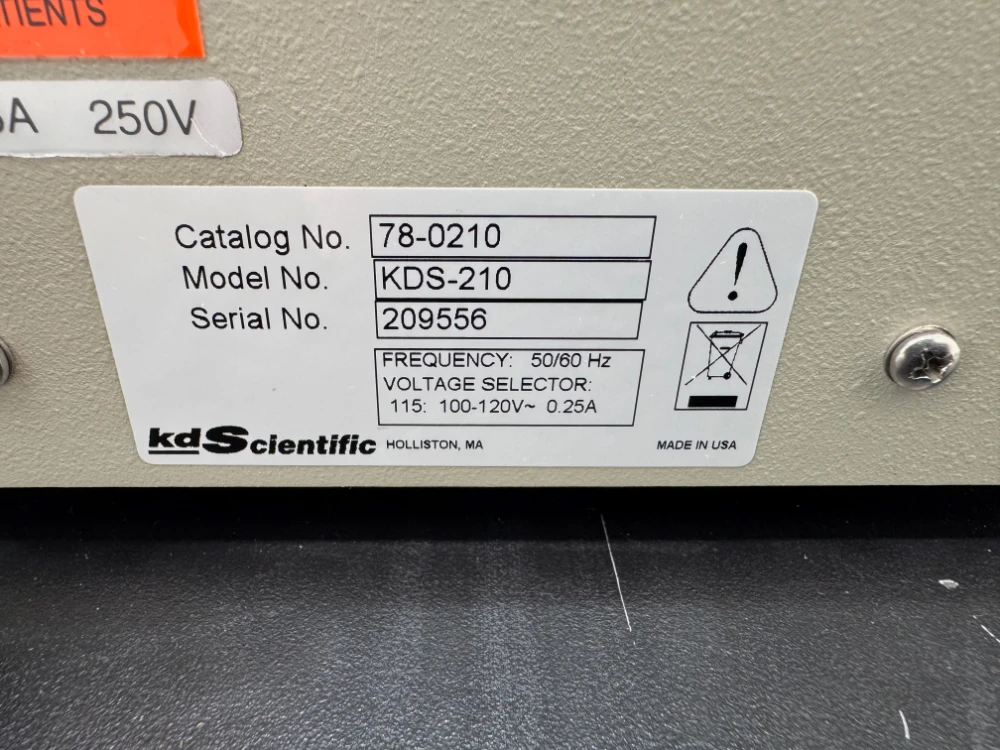 250V
Catalog No. 78-0210
Model No. KDS-210
Serial No. 209556
FREQUENCY: 50/60 Hz
VOLTAGE SELECTOR:
115: 100-120V~ 0.25A
kdScientific HOLLISTON, MA MADE IN USA